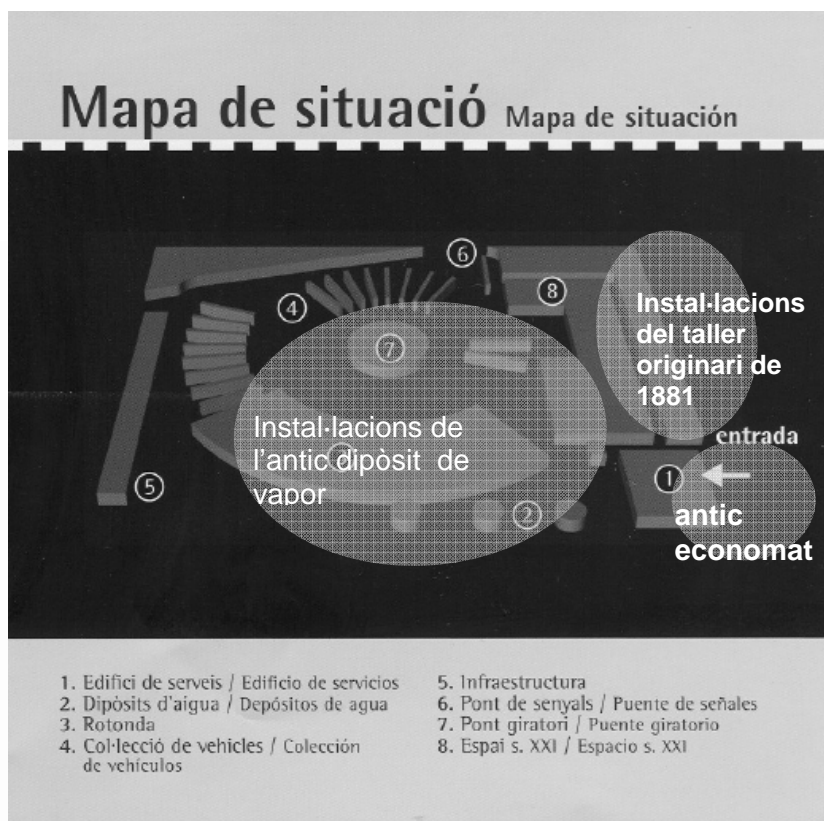 Mapa de situació Mapa de situación
6
8
4
Instal·lacions
del taller
originari de
1881
7
entrada
Instal·lacions de
l'antic dipòsit de
vapor
1
5
2
antic
economat
1. Edifici de serveis / Edificio de servicios
2. Dipòsits d'aigua / Depósitos de agua
3. Rotonda
4. Col·lecció de vehicles / Colección
de vehículos
5. Infraestructura
6. Pont de senyals / Puente de señales
7. Pont giratori / Puente giratorio
8. Espai s. XXI / Espacio s. XXI